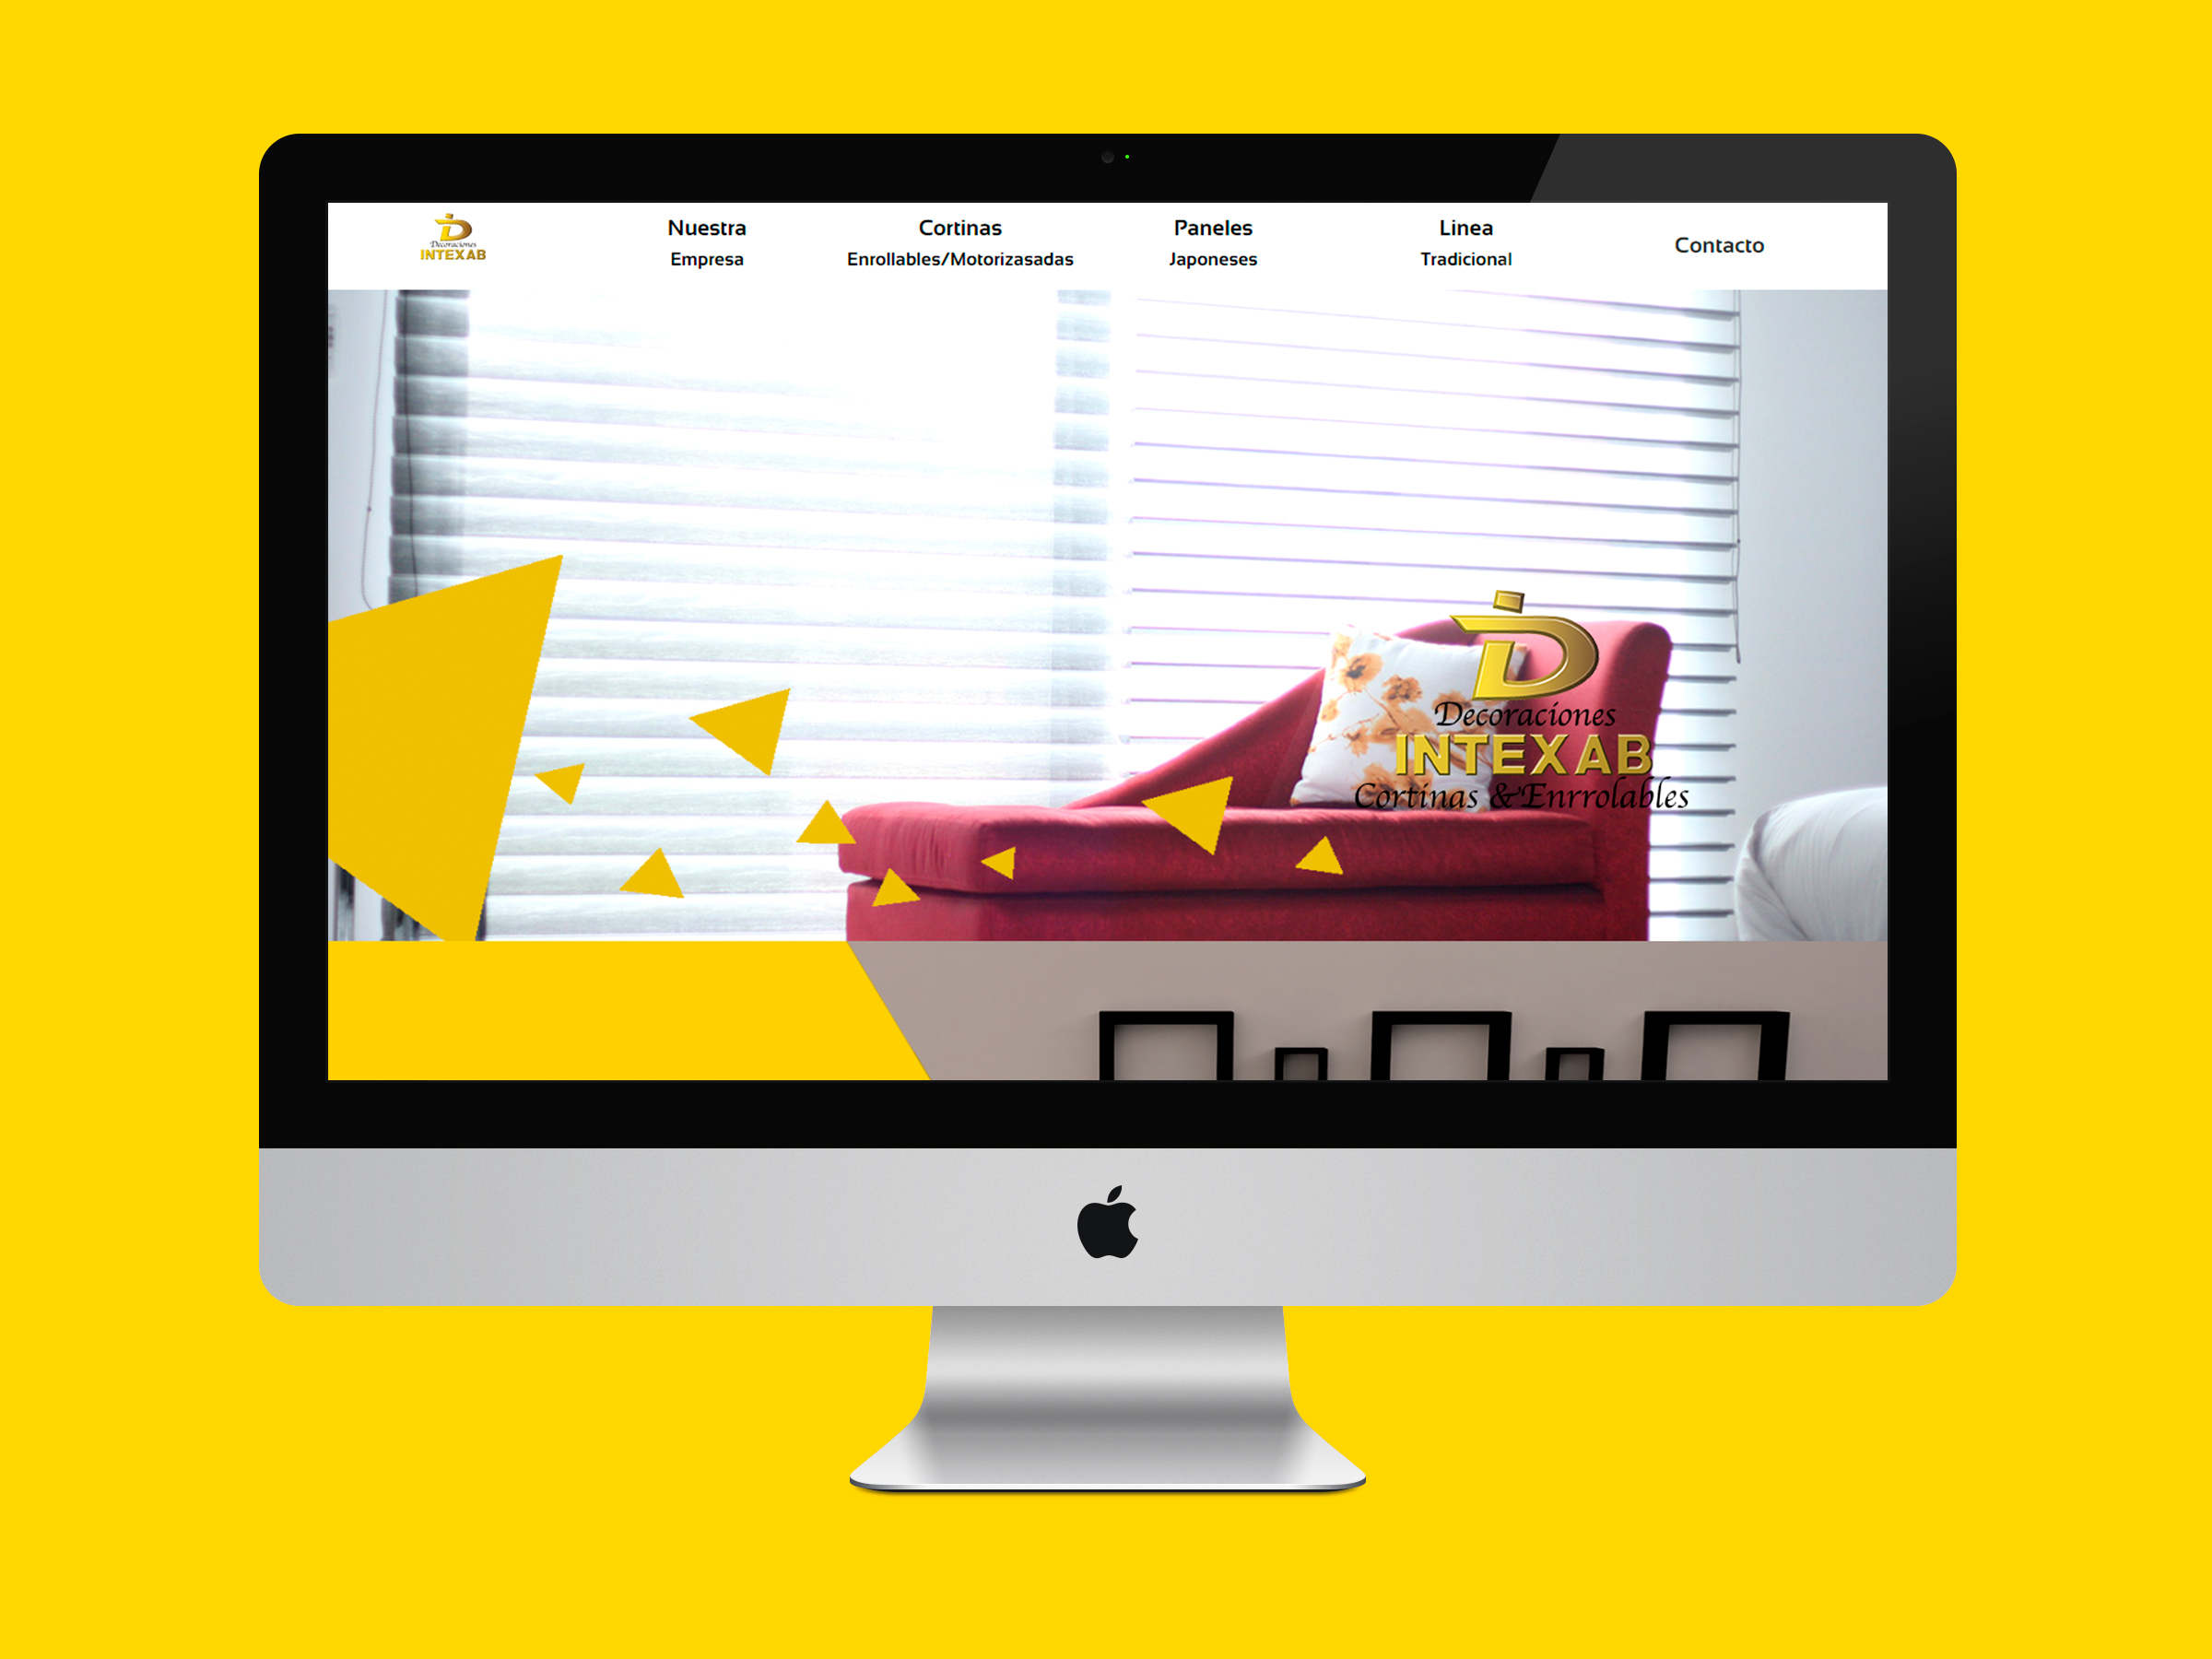 Decoraciones
INTEXAB
Nuestra
Empresa
Cortinas
Enrollables/Motorizasadas
Paneles
Japoneses
Linea
Tradicional
Contacto
Decoraciones
INTEXAB
Cortinas & Enrrolables